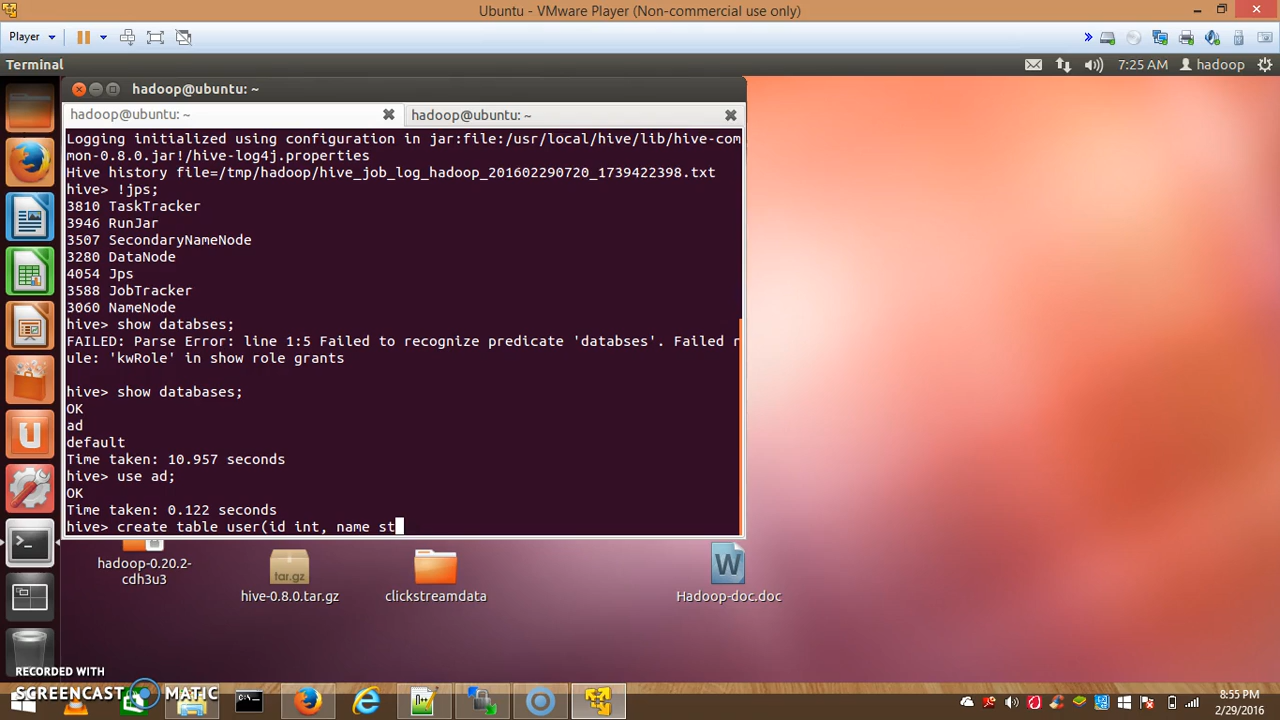 Ubuntu - VMware Player (Non-commercial use only)
Player
Terminal
7:25 AM
hadoop
hadoop@ubuntu: ~
hadoop@ubuntu: ~
hadoop@ubuntu: ~
Logging initialized using configuration in jar:file:/usr/local/hive/lib/hive-com
mon-0.8.0.jar!/hive-log4j.properties
Hive history file=/tmp/hadoop/hive_job_log_hadoop_201602290720_1739422398.txt
hive> !jps;
3810 TaskTracker
3946 RunJar
3507 SecondaryNameNode
3280 DataNode
4054 Jps
3588 JobTracker
3060 NameNode
hive> show databses;
FAILED: Parse Error: line 1:5 Failed to recognize predicate 'databses'. Failed r
ule: 'kwRole' in show role grants
hive> show databases;
OK
ad
default
Time taken: 10.957 seconds
hive> use ad;
OK
Time taken: 0.122 seconds
hive> create table user(id int, name st
hadoop-0.20.2-
cdh3u3
hive-0.8.0.tar.gz
tar.gz
clickstreamdata
Hadoop-doc.doc
RECORDED WITH
SCREENCAST MATIC
8:55 PM
2/29/2016